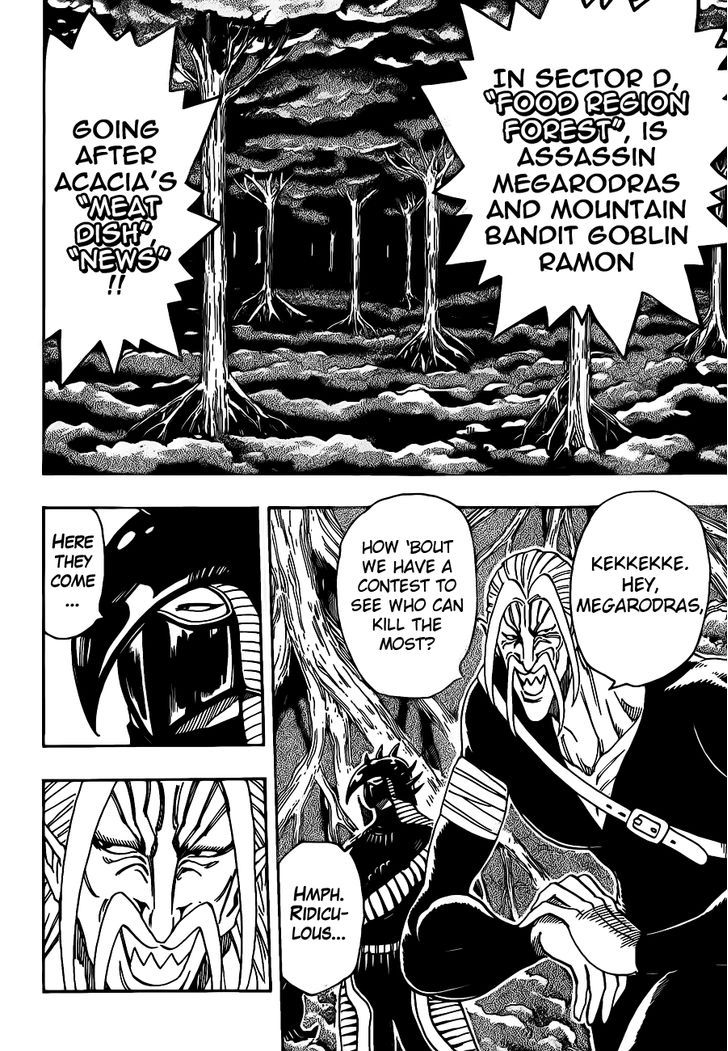 IN SECTOR D,
"FOOD REGION
FOREST", IS
ASSASSIN
MEGARODRAS
AND MOUNTAIN
BANDIT GOBLIN
RAMON
GOING
AFTER
ACACIA'S
"MEAT
DISH",
"NEWS"
!!
KEKKEKKE.
HEY,
MEGARODRAS,
HOW 'BOUT
WE HAVE A
CONTEST TO
SEE WHO CAN
KILL THE
MOST?
HMPH.
RIDICU-
LOUS...
HERE
THEY
COME
...